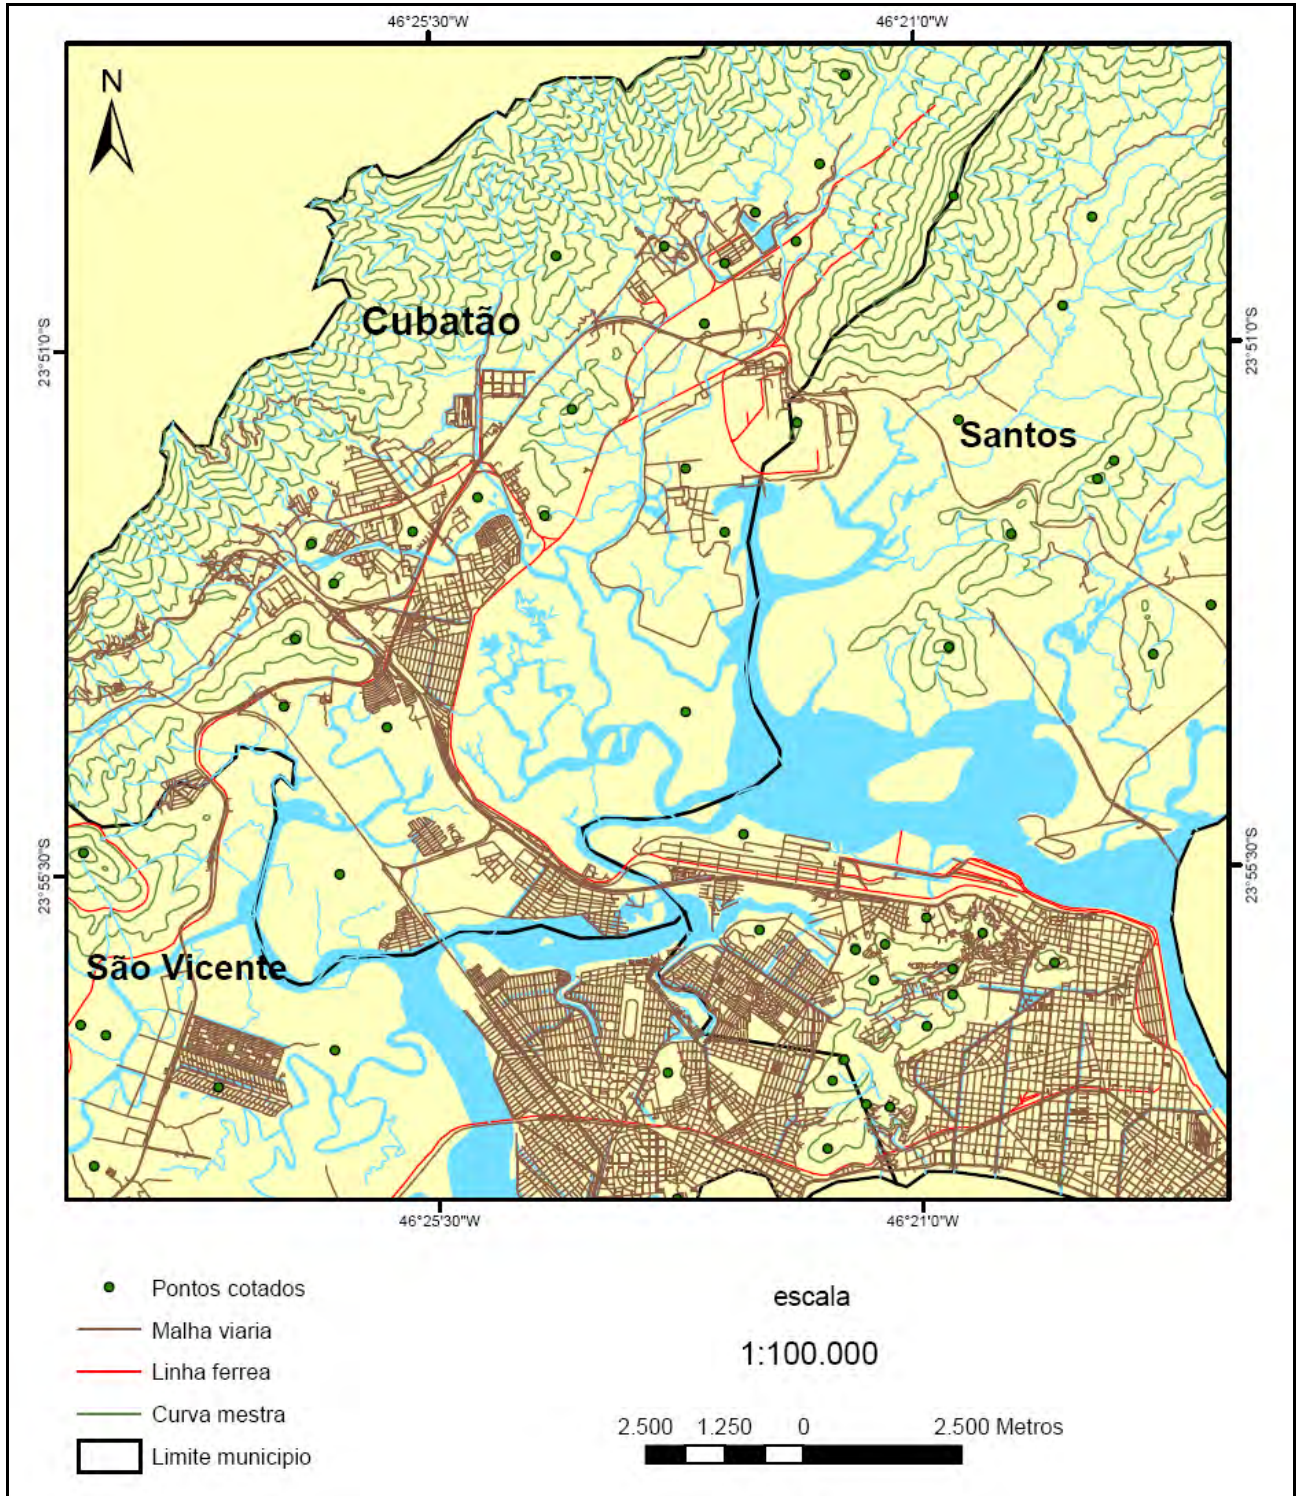 46°25'30"W 46°21'0"W
N
Cubatão
23°51'0"S 23°51'0"S
Santos
23°55'30"S 23°55'30"S
São Vicente
46°25'30"W 46°21'0"W
Pontos cotados
Malha viaria
Linha ferrea
Curva mestra
Limite municipio
escala
1:100.000
2.500 1.250 0 2.500 Metros